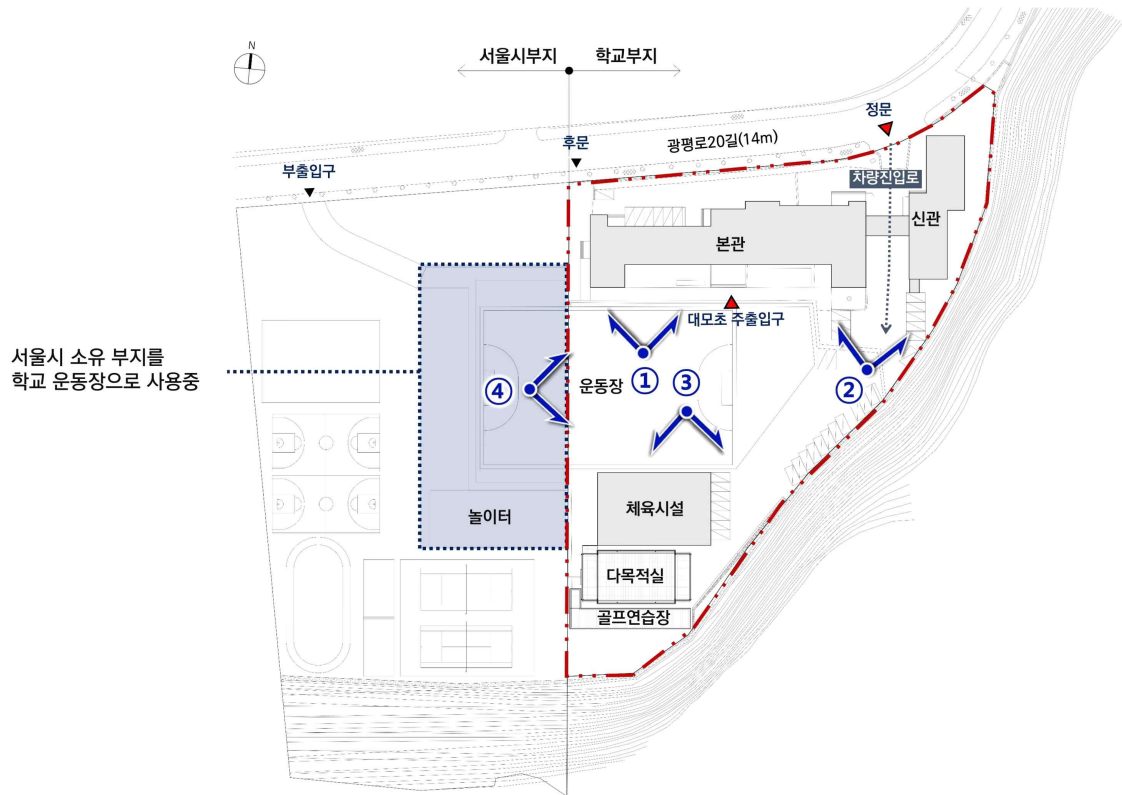 N
서울시부지
학교부지
정문
광평로20길(14m)
후문
부출입구
차량진입로
신관
본관
대모초 주출입구
서울시 소유 부지를
학교 운동장으로 사용중
④
운동장
①
③
②
놀이터
체육시설
다목적실
골프연습장